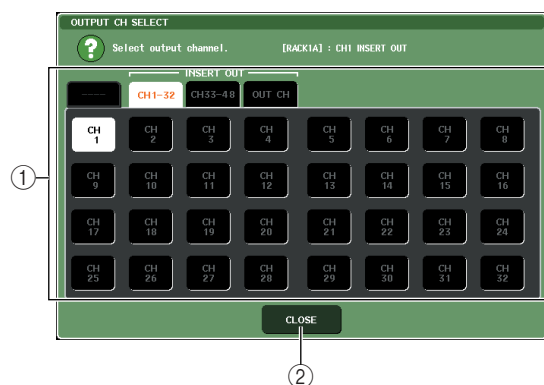 OUTPUT CH SELECT
?
Select output channel. [RACK1A] : CH1 INSERT OUT
INSERT OUT
---- CH1-32 CH33-48 OUT CH
CH 1 CH 2 CH 3 CH 4 CH 5 CH 6 CH 7 CH 8
CH 9 CH 10 CH 11 CH 12 CH 13 CH 14 CH 15 CH 16
CH 17 CH 18 CH 19 CH 20 CH 21 CH 22 CH 23 CH 24
CH 25 CH 26 CH 27 CH 28 CH 29 CH 30 CH 31 CH 32
①
CLOSE
②